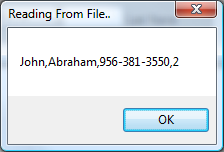 Reading From File..
John,Abraham,956-381-3550,2
OK